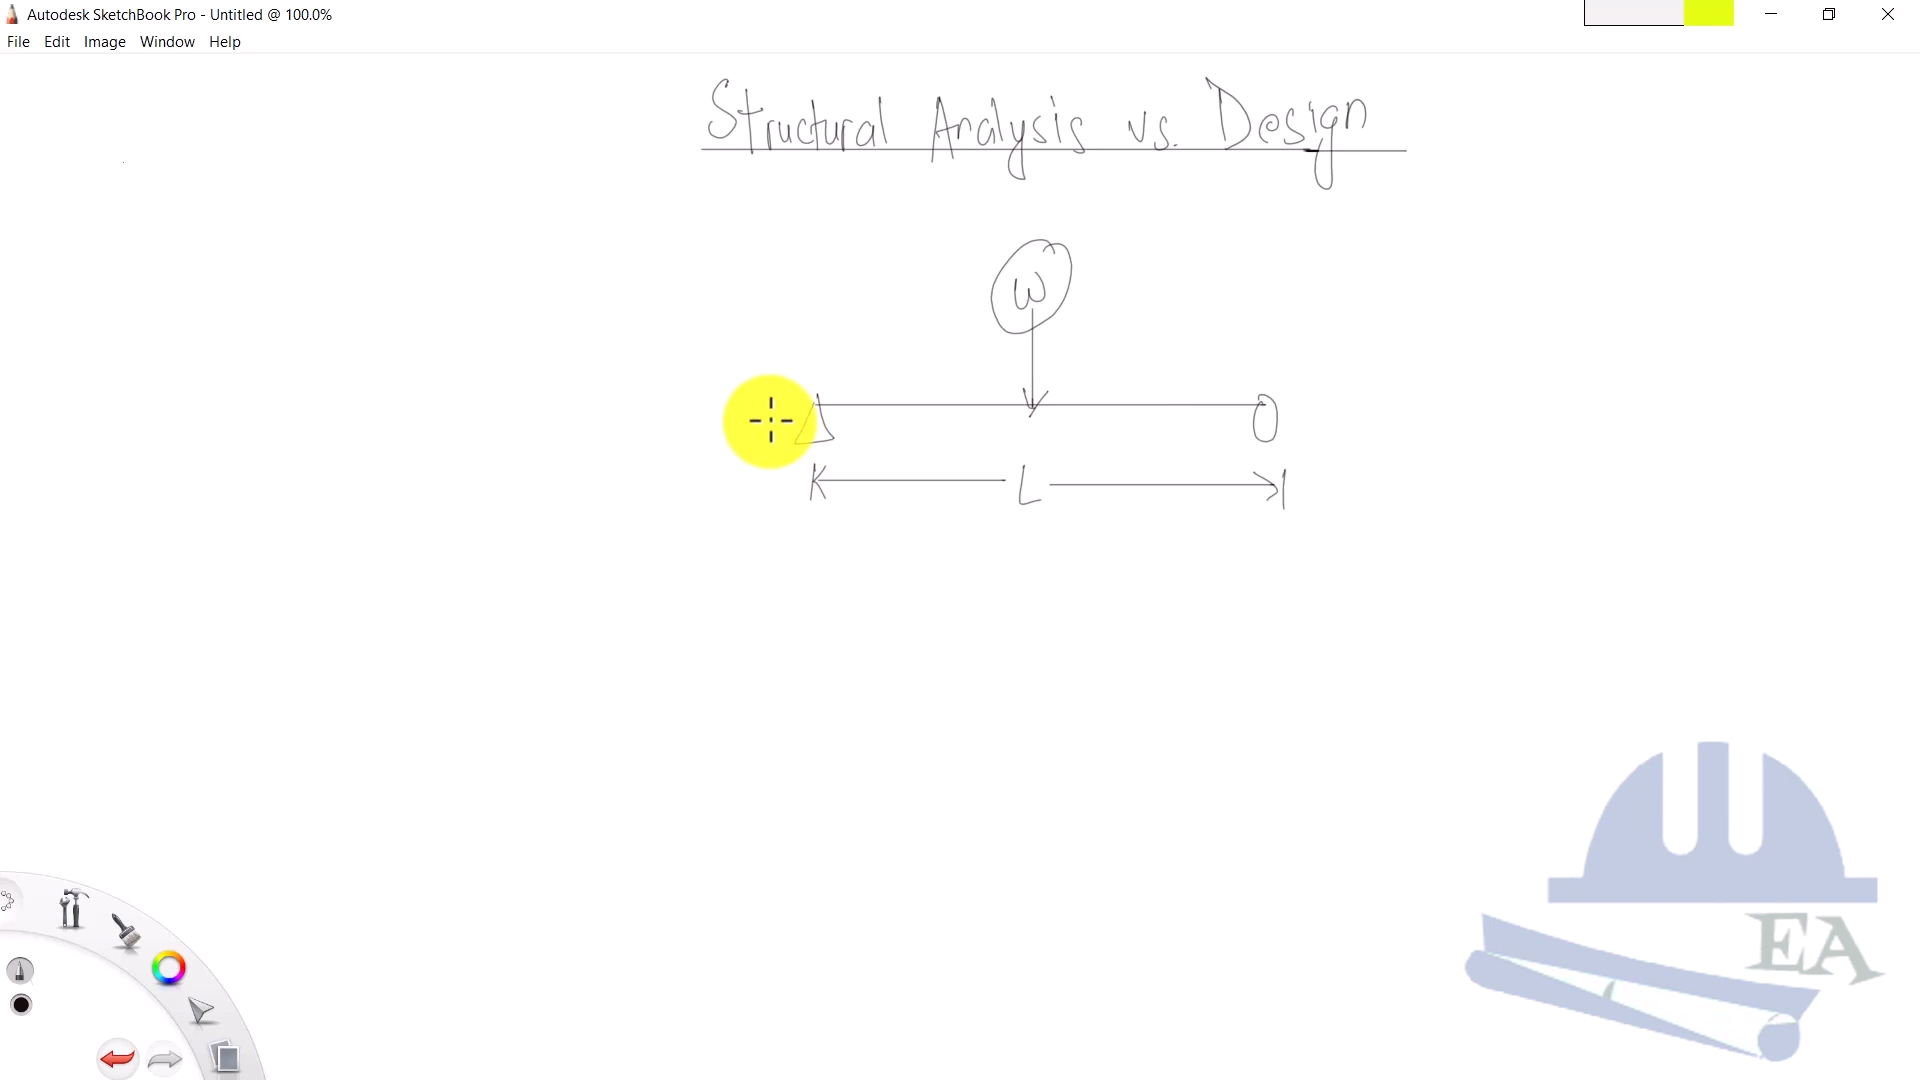 Autodesk SketchBook Pro - Untitled @ 100.0%
File Edit Image Window Help
Structural Analysis vs. Design
w
L
EA